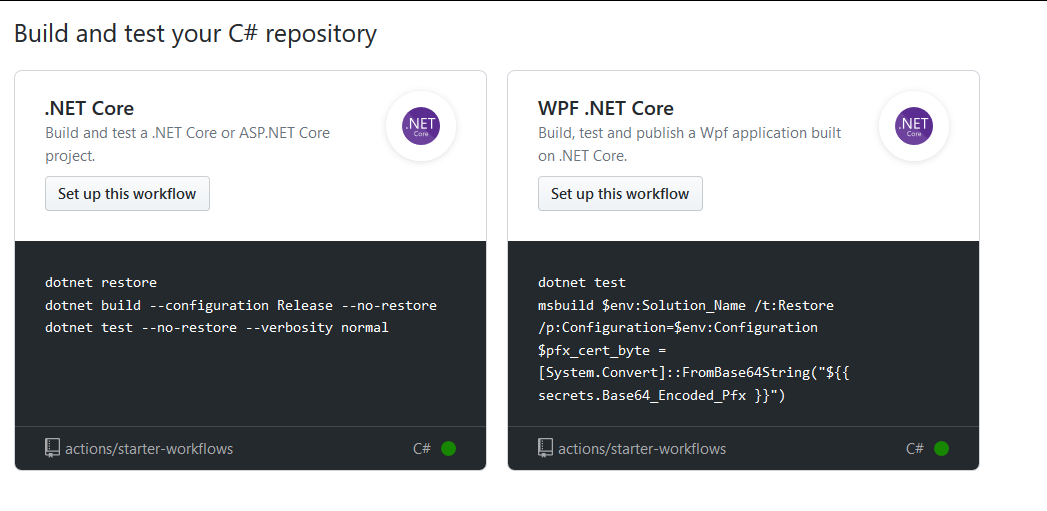 Build and test your C# repository
.NET Core
Build and test a .NET Core or ASP.NET Core
project.
Set up this workflow
.NET
Core
dotnet restore
dotnet build --configuration Release --no-restore
dotnet test --no-restore --verbosity normal
actions/starter-workflows
C#
WPF .NET Core
Build, test and publish a Wpf application built
on .NET Core.
Set up this workflow
.NET
Core
dotnet test
msbuild $env:Solution_Name /t:Restore
/p:Configuration=$env:Configuration
$pfx_cert_byte =
[System.Convert]::FromBase64String("${{
secrets.Base64_Encoded_Pfx }}")
actions/starter-workflows
C#